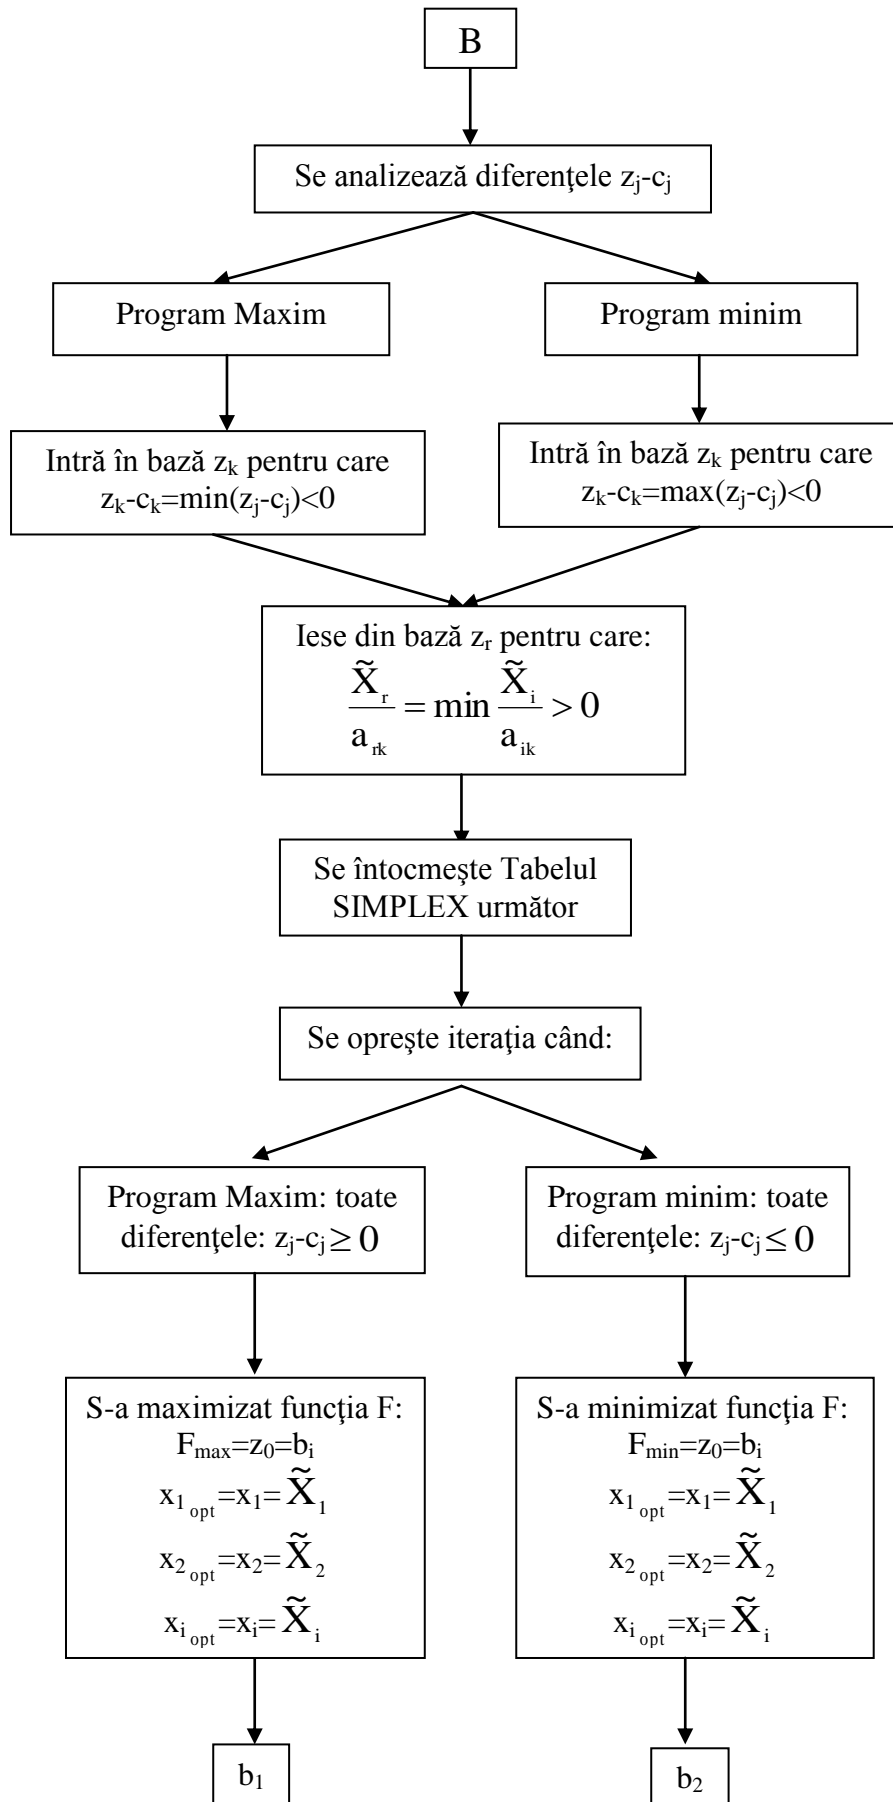 B
Se analizează diferenţele zj-cj
Program Maxim
Program minim
Intră în bază zk pentru care
zk-ck=min(zj-cj)<0
Intră în bază zk pentru care
zk-ck=max(zj-cj)<0
Iese din bază zr pentru care:
X̃r / ark = min X̃i / aik > 0
Se întocmeşte Tabelul
SIMPLEX următor
Se opreşte iteraţia când:
Program Maxim: toate
diferenţele: zj-cj ≥ 0
Program minim: toate
diferenţele: zj-cj ≤ 0
S-a maximizat funcţia F:
Fmax=z0=bi
x1 opt=x1=X̃1
x2 opt=x2=X̃2
xi opt=xi=X̃i
S-a minimizat funcţia F:
Fmin=z0=bi
x1 opt=x1=X̃1
x2 opt=x2=X̃2
xi opt=xi=X̃i
b1
b2